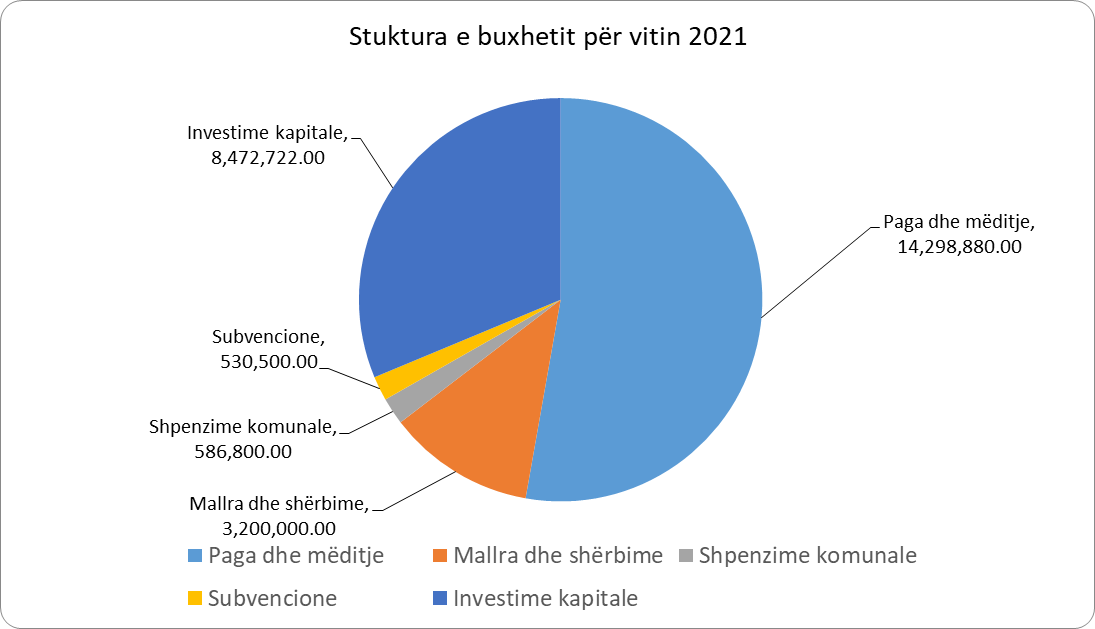 Stuktura e buxhetit për vitin 2021
Investime kapitale,
8,472,722.00
Paga dhe mëditje,
14,298,880.00
Subvencione,
530,500.00
Shpenzime komunale,
586,800.00
Mallra dhe shërbime,
3,200,000.00
Paga dhe mëditje Mallra dhe shërbime Shpenzime komunale
Subvencione Investime kapitale